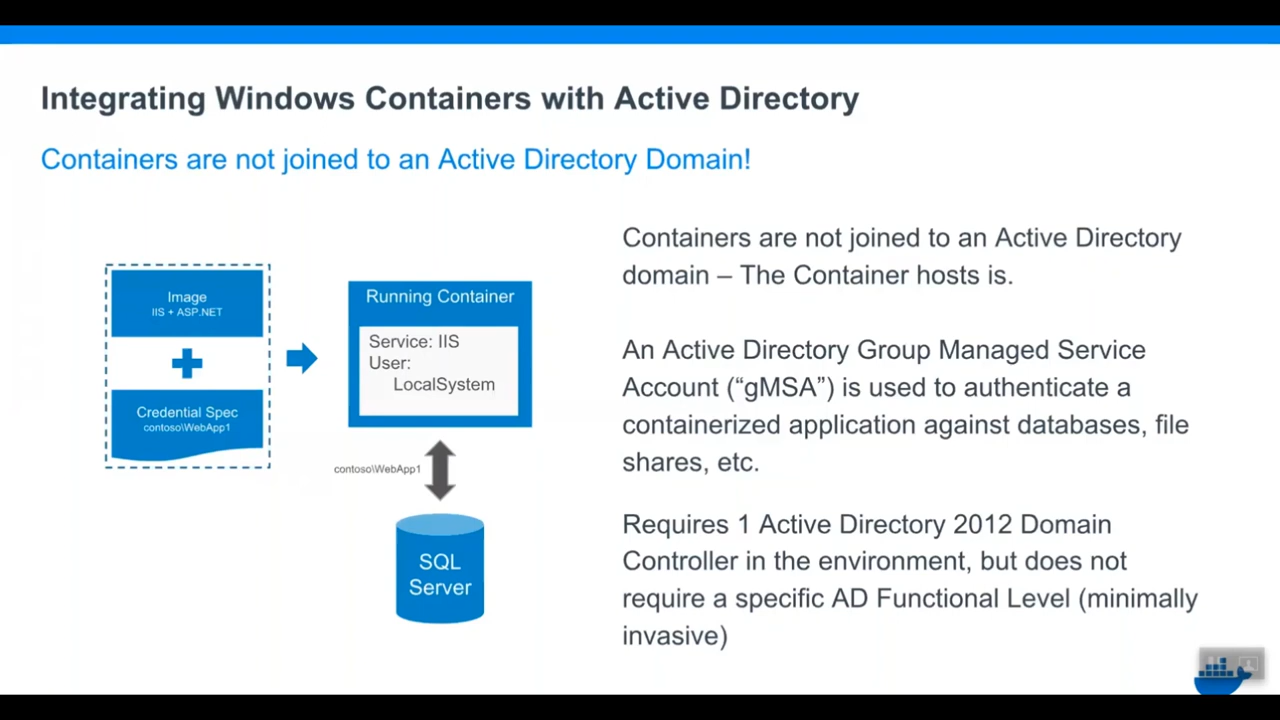 Integrating Windows Containers with Active Directory
Containers are not joined to an Active Directory Domain!
Image
IIS + ASP.NET
Credential Spec
contoso\WebApp1
Running Container
Service: IIS
User:
LocalSystem
contoso\WebApp1
SQL
Server
Containers are not joined to an Active Directory
domain – The Container hosts is.
An Active Directory Group Managed Service
Account (“gMSA”) is used to authenticate a
containerized application against databases, file
shares, etc.
Requires 1 Active Directory 2012 Domain
Controller in the environment, but does not
require a specific AD Functional Level (minimally
invasive)